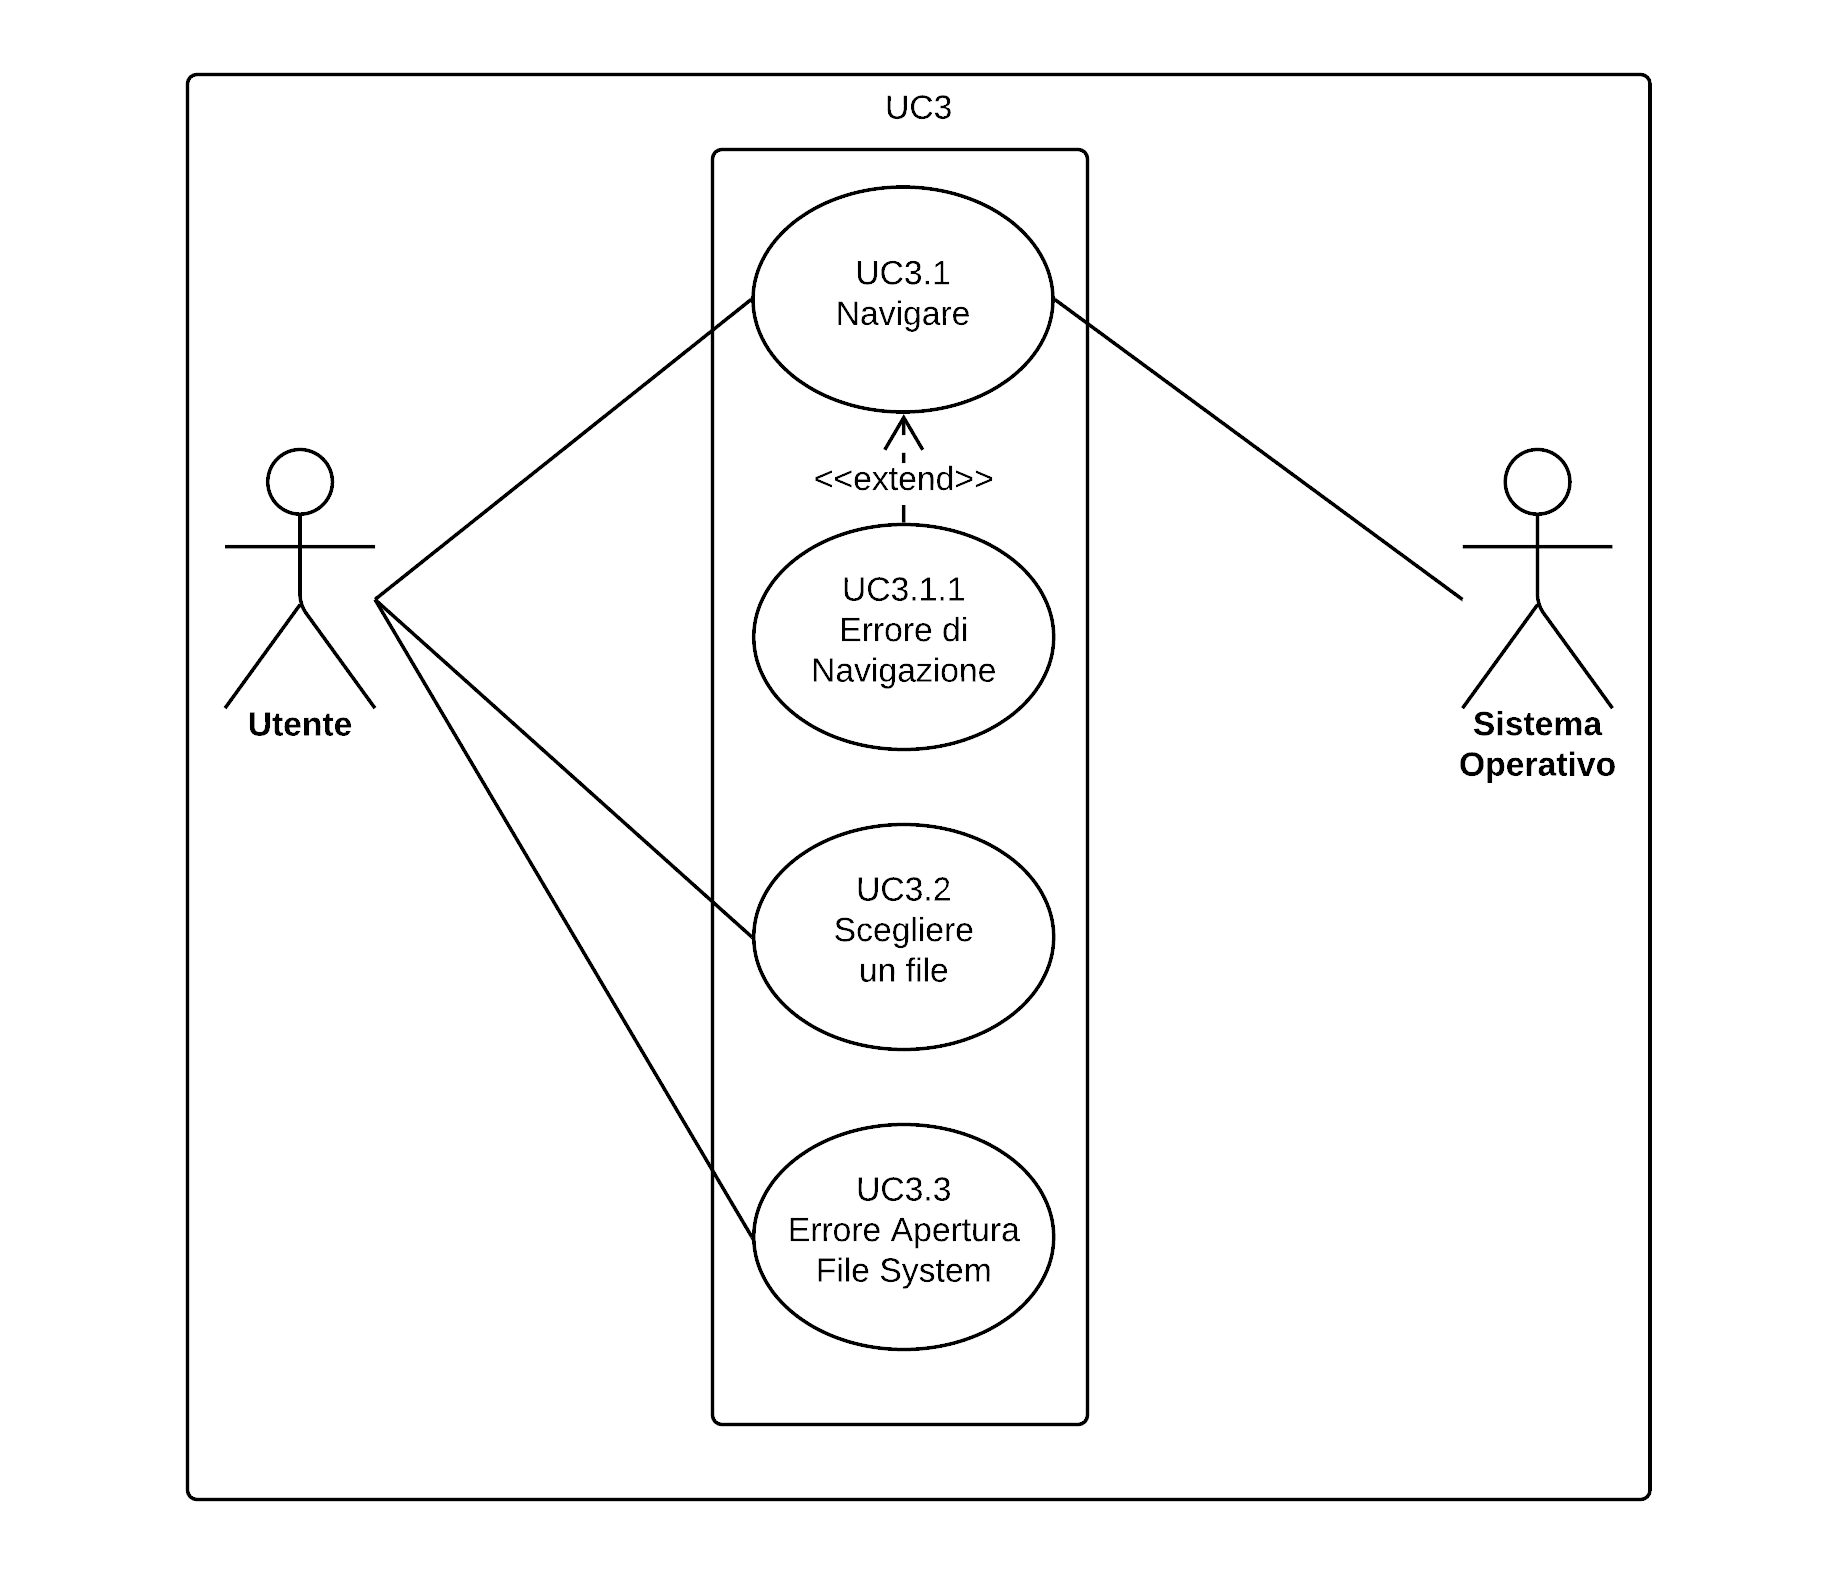 UC3
UC3.1
Navigare
<<extend>>
UC3.1.1
Errore di
Navigazione
Utente
Sistema
Operativo
UC3.2
Scegliere
un file
UC3.3
Errore Apertura
File System